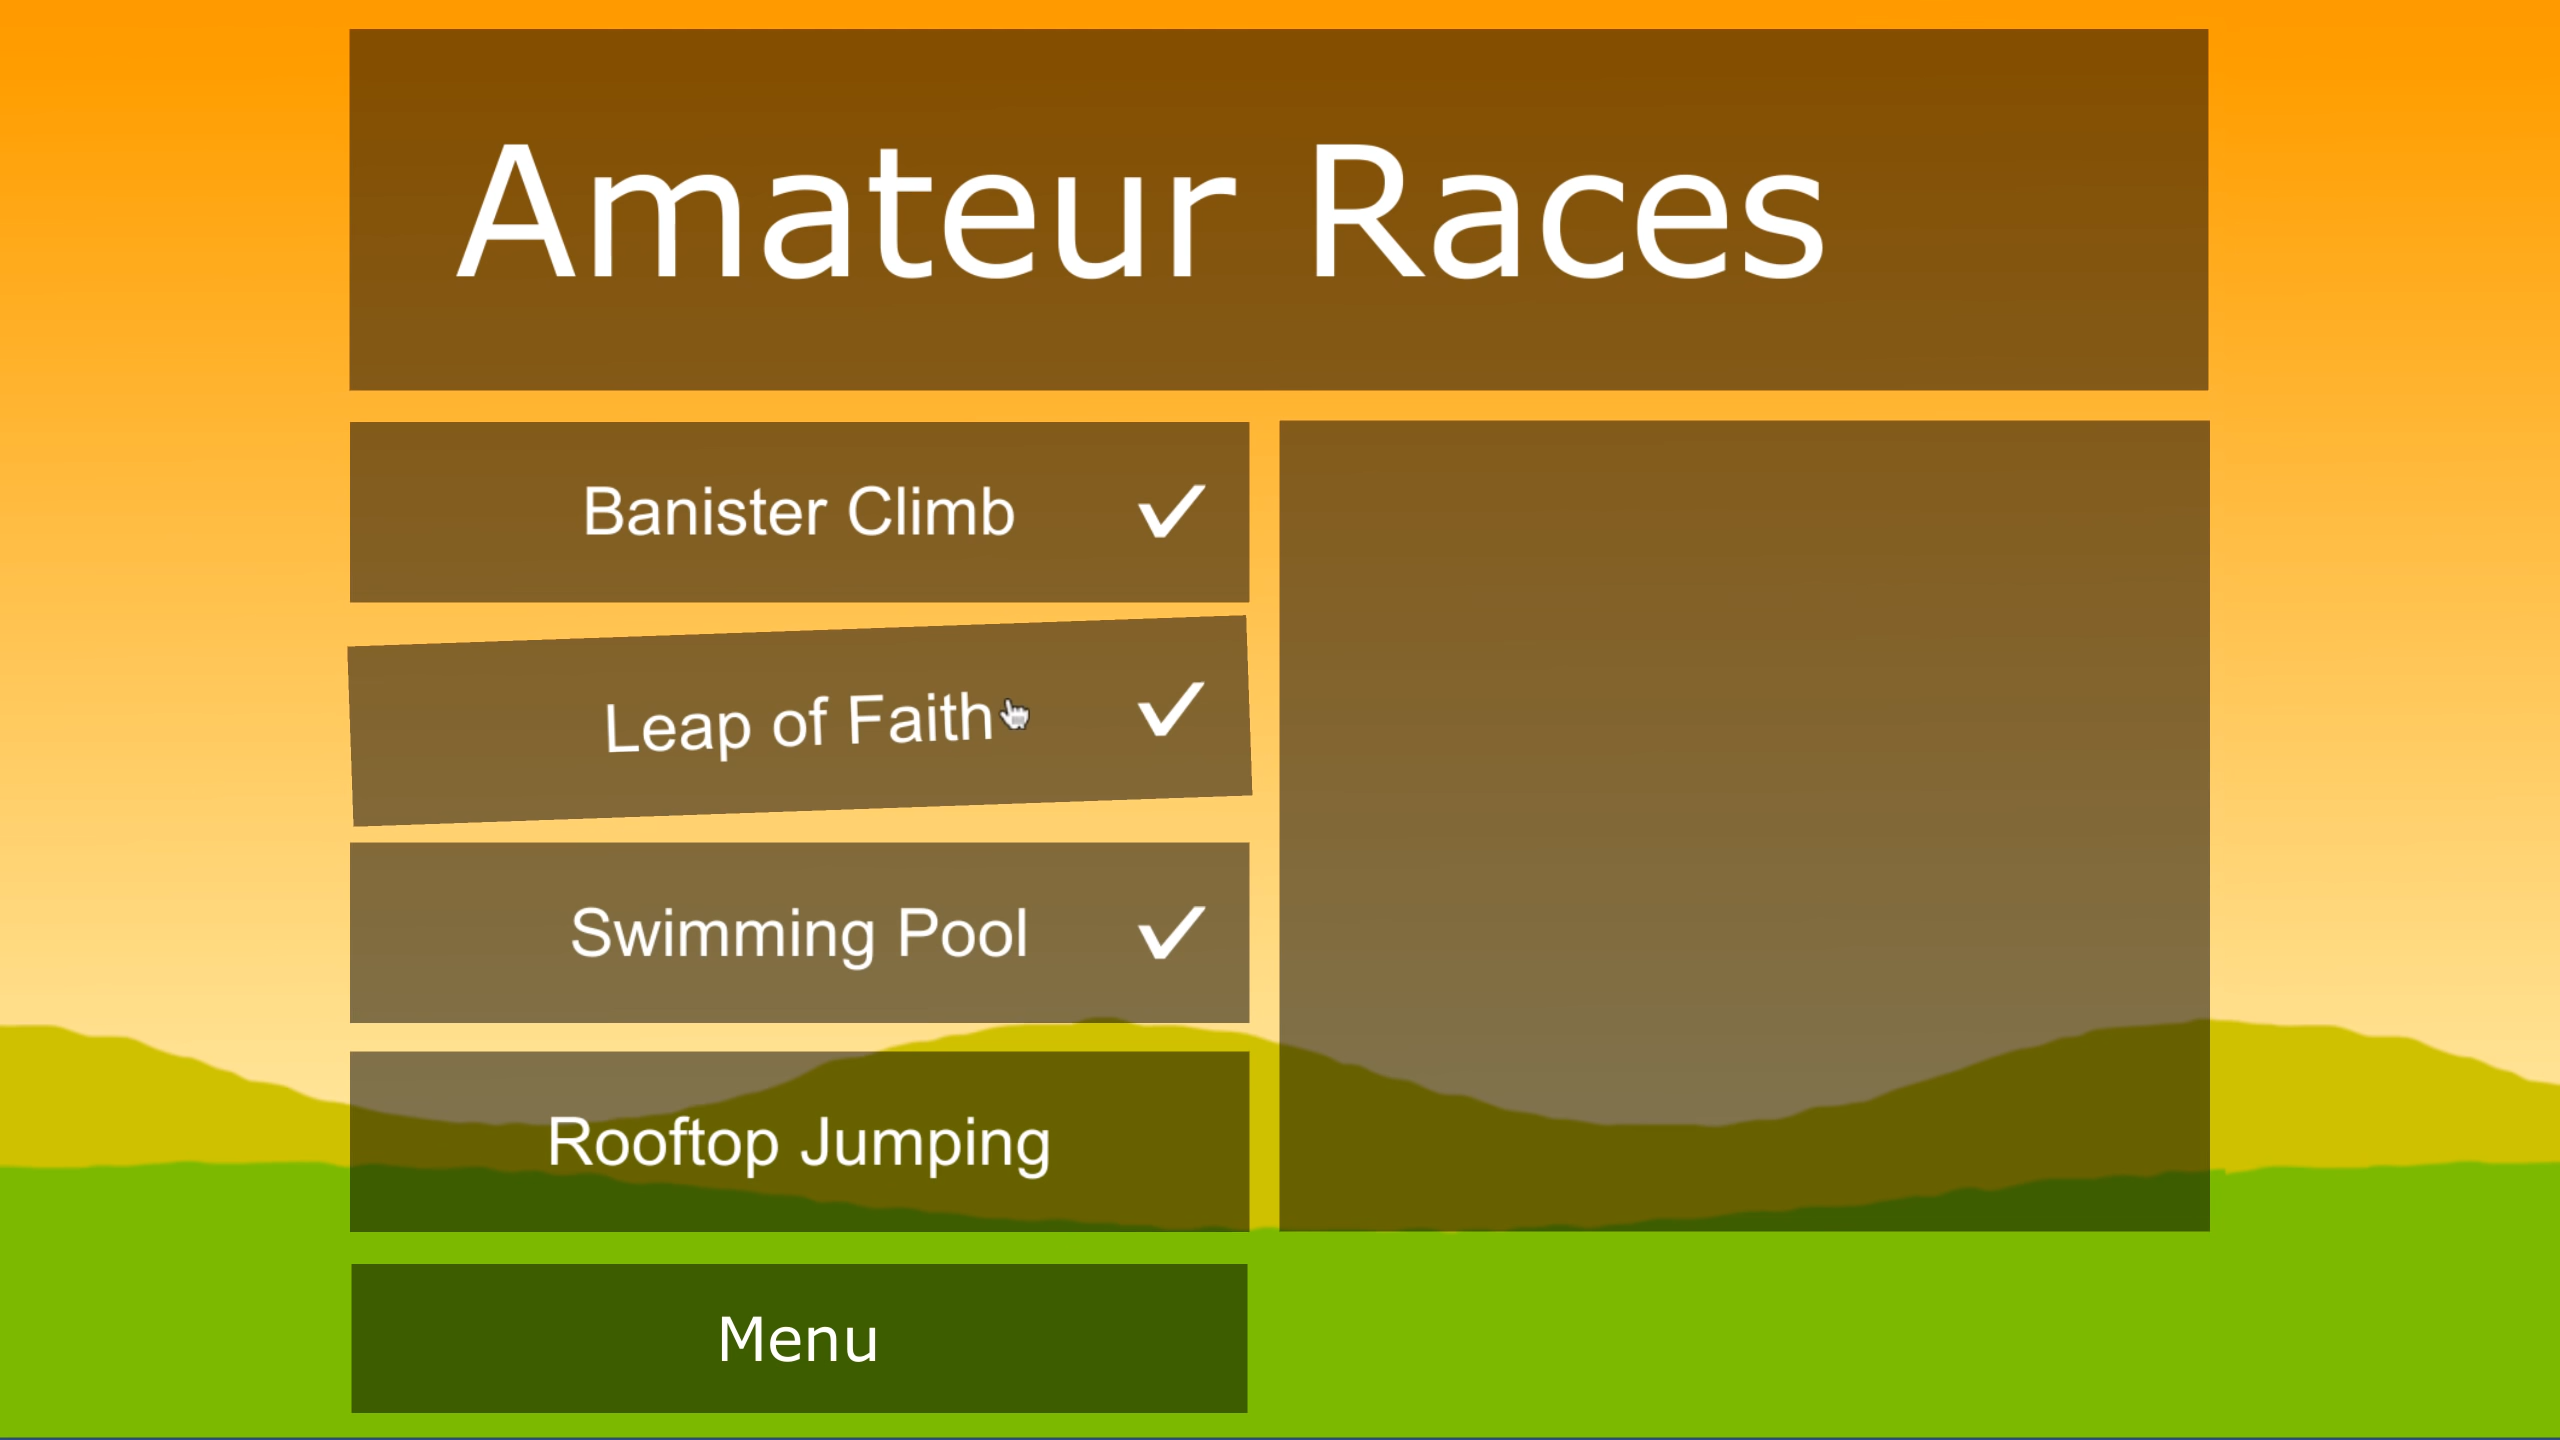 Amateur Races
Banister Climb
Leap of Faith
Swimming Pool
Rooftop Jumping
Menu